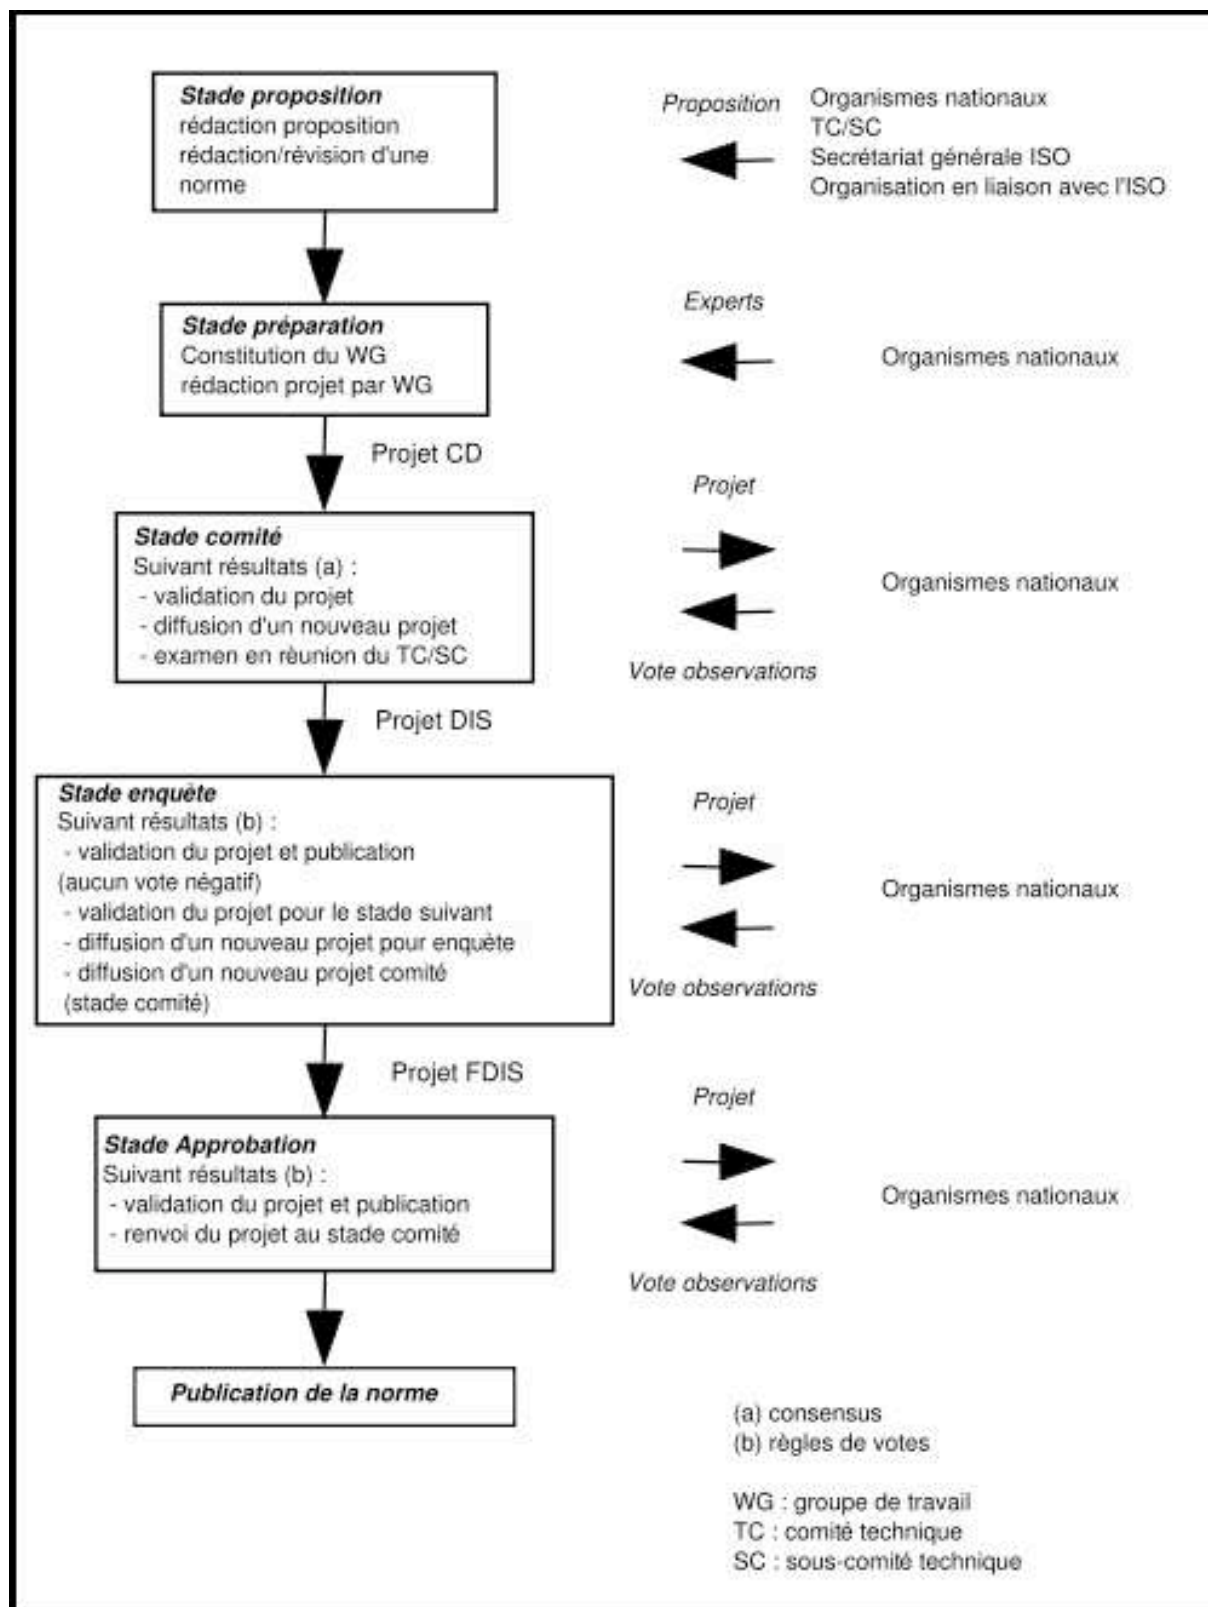 Stade proposition
rédaction proposition
rédaction/révision d'une
norme
Proposition
Organismes nationaux
TC/SC
Secrétariat générale ISO
Organisation en liaison avec l'ISO
Stade préparation
Constitution du WG
rédaction projet par WG
Experts
Organismes nationaux
Projet CD
Stade comité
Suivant résultats (a) :
- validation du projet
- diffusion d'un nouveau projet
- examen en rèunion du TC/SC
Projet
Organismes nationaux
Vote observations
Projet DIS
Stade enquète
Suivant résultats (b) :
- validation du projet et publication
(aucun vote négatif)
- validation du projet pour le stade suivant
- diffusion d'un nouveau projet pour enquète
- diffusion d'un nouveau projet comité
(stade comité)
Projet
Organismes nationaux
Vote observations
Projet FDIS
Stade Approbation
Suivant résultats (b) :
- validation du projet et publication
- renvoi du projet au stade comité
Projet
Organismes nationaux
Vote observations
Publication de la norme
(a) consensus
(b) règles de votes
WG : groupe de travail
TC : comité technique
SC : sous-comité technique